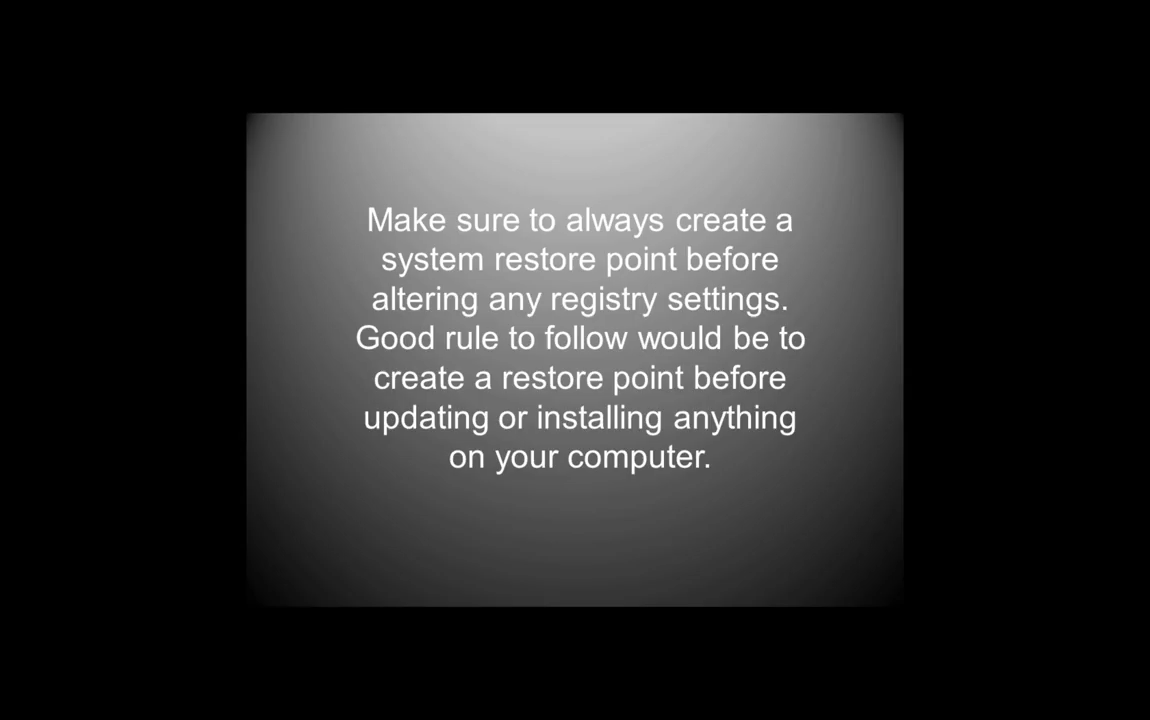 Make sure to always create a
system restore point before
altering any registry settings.
Good rule to follow would be to
create a restore point before
updating or installing anything
on your computer.